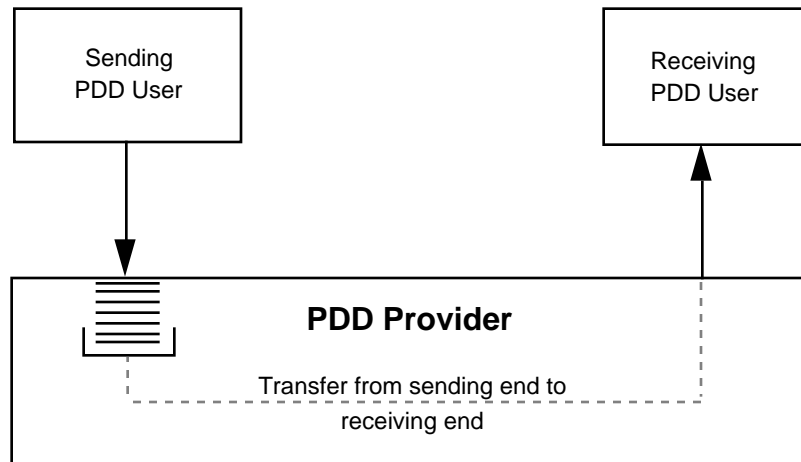 Sending
PDD User
Receiving
PDD User
PDD Provider
Transfer from sending end to
receiving end